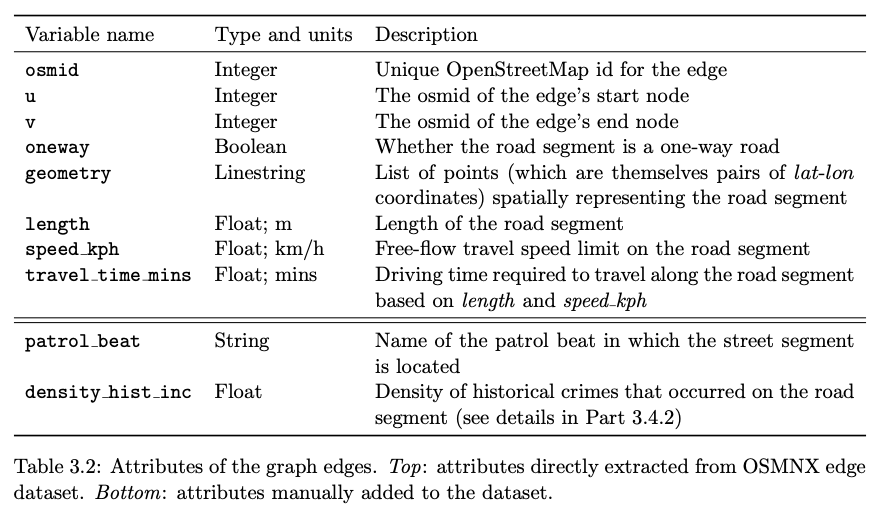 Variable name Type and units Description
osmid Integer Unique OpenStreetMap id for the edge
u Integer The osmid of the edge's start node
v Integer The osmid of the edge's end node
oneway Boolean Whether the road segment is a one-way road
geometry Linestring List of points (which are themselves pairs of lat-lon
coordinates) spatially representing the road segment
length Float; m Length of the road segment
speed_kph Float; km/h Free-flow travel speed limit on the road segment
travel_time_mins Float; mins Driving time required to travel along the road segment
based on length and speed_kph
patrol_beat String Name of the patrol beat in which the street segment
is located
density_hist_inc Float Density of historical crimes that occurred on the road
segment (see details in Part 3.4.2)
Table 3.2: Attributes of the graph edges. Top: attributes directly extracted from OSMNX edge
dataset. Bottom: attributes manually added to the dataset.